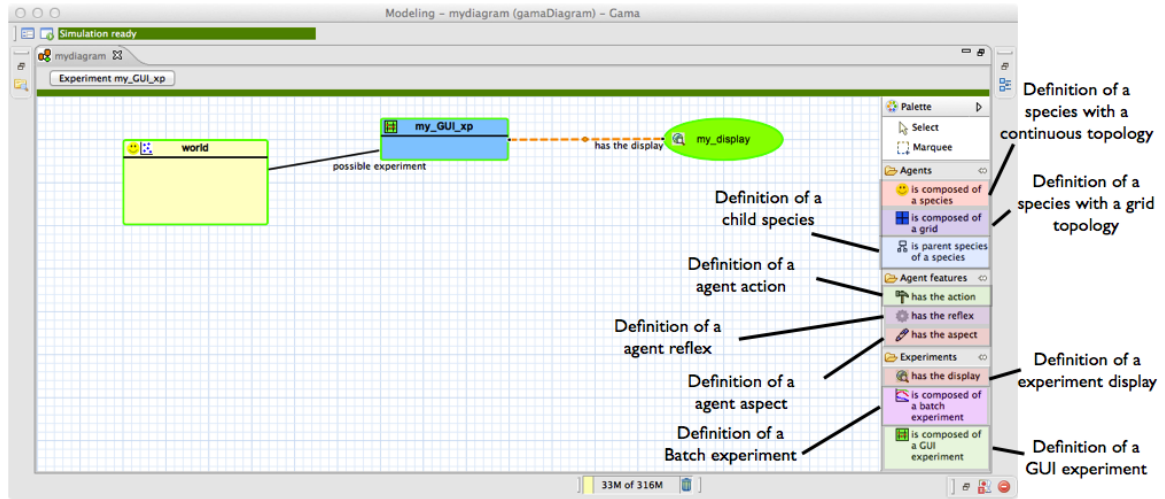 Modeling – mydiagram (gamaDiagram) – Gama
Simulation ready
mydiagram
Experiment my_GUI_xp
world
possible experiment
my_GUI_xp
has the display
my_display
Palette
Select
Marquee
Agents
is composed of
a species
is composed of
a grid
is parent species
of a species
Agent features
has the action
has the reflex
has the aspect
Experiments
has the display
is composed of
a batch
experiment
is composed of
a GUI
experiment
Definition of a
species with a
continuous topology
Definition of a
species with a grid
topology
Definition of a
child species
Definition of a
agent action
Definition of a
agent reflex
Definition of a
agent aspect
Definition of a
Batch experiment
Definition of a
experiment display
Definition of a
GUI experiment
33M of 316M